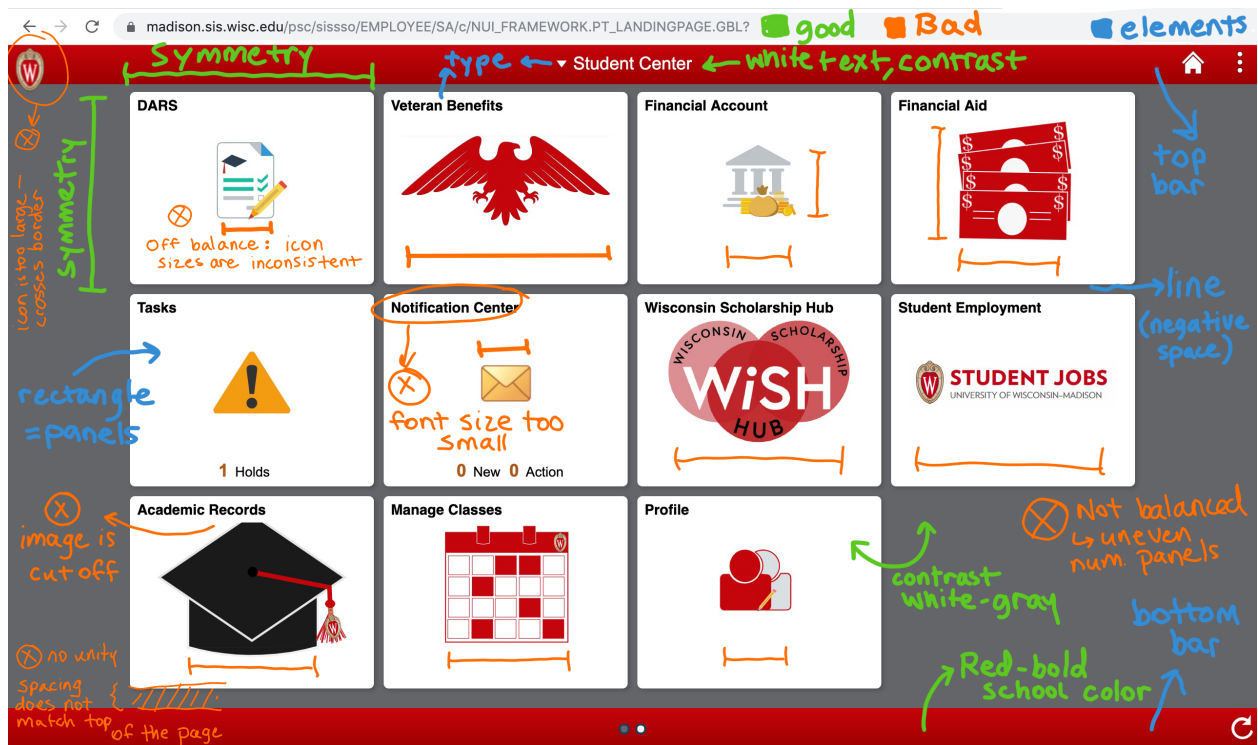 madison.sis.wisc.edu/psc/sissso/EMPLOYEE/SA/c/NUI_FRAMEWORK.PT_LANDINGPAGE.GBL?
good
Bad
elements
W
Symmetry
type
Student Center
white text, contrast
icon is too large –
crosses border
Symmetry
DARS
Off balance: icon
sizes are inconsistent
Veteran Benefits
Financial Account
Financial Aid
$ $
$ $
$ $
top
bar
line
(negative
space)
rectangle
=panels
Tasks
1 Holds
Notification Center
font size too
small
0 New 0 Action
Wisconsin Scholarship Hub
WISCONSIN SCHOLARSHIP
WiSH
HUB
Student Employment
W
STUDENT JOBS
UNIVERSITY OF WISCONSIN–MADISON
image is
cut off
Academic Records
W
Manage Classes
W
Profile
contrast
white-gray
Not balanced
uneven
num. panels
no unity
spacing
does not
match top
of the page
Red-bold
school color
bottom
bar